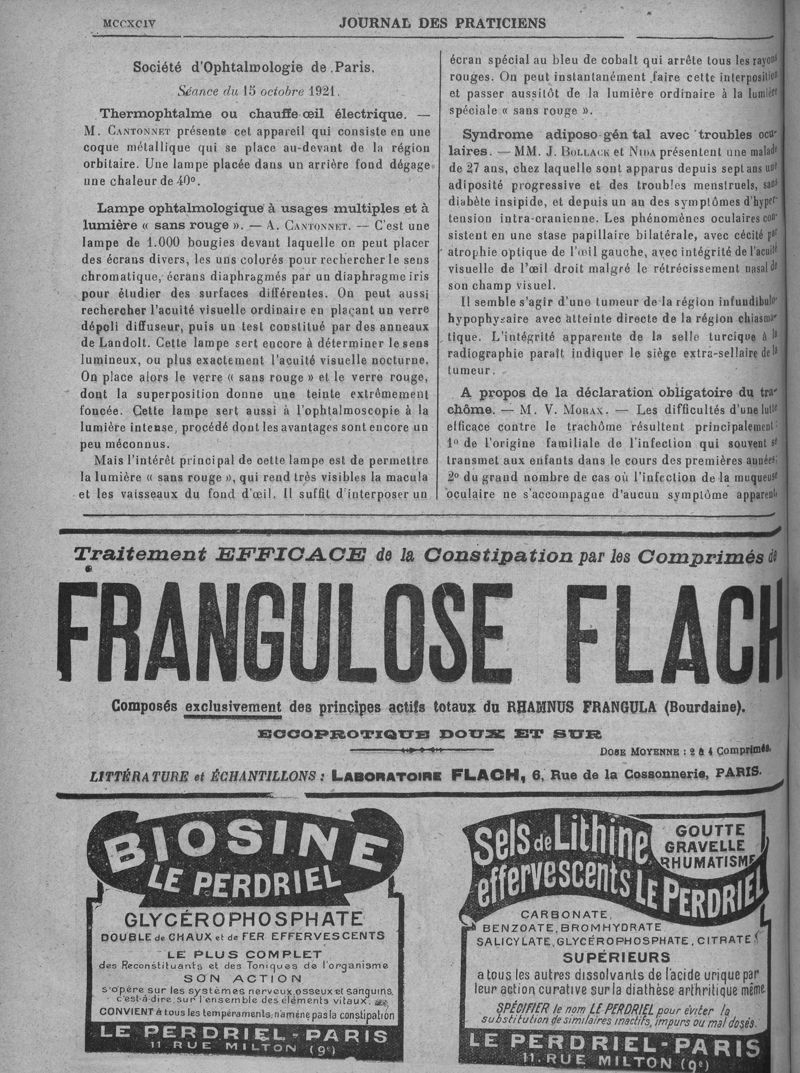 MCCXCIV
JOURNAL DES PRATICIENS
Société d'Ophtalmologie de Paris.
Séance du 15 octobre 1921.
Thermophtalme ou chauffe-œil électrique. —
M. CANTONNET présente cet appareil qui consiste en une
coque métallique qui se place au-devant de la région
orbitaire. Une lampe placée dans un arrière fond dégage
une chaleur de 40°.
Lampe ophtalmologique à usages multiples et à
lumière « sans rouge ». — A. CANTONNET. — C'est une
lampe de 1.000 bougies devant laquelle on peut placer
des écrans divers, les uns colorés pour rechercher le sens
chromatique, écrans diaphragmés par un diaphragme iris
pour étudier des surfaces différentes. On peut aussi
rechercher l'acuité visuelle ordinaire en plaçant un verre
dépoli diffuseur, puis un test constitué par des anneaux
de Landolt. Cette lampe sert encore à déterminer le sens
lumineux, ou plus exactement l'acuité visuelle nocturne.
On place alors le verre « sans rouge » et le verre rouge,
dont la superposition donne une teinte extrêmement
foncée. Cette lampe sert aussi à l'ophtalmoscopie à la
lumière intense, procédé dont les avantages sont encore un
peu méconnus.
Mais l'intérêt principal de cette lampe est de permettre
la lumière « sans rouge », qui rend très visibles la macula
et les vaisseaux du fond d'œil. Il suffit d'interposer un
écran spécial au bleu de cobalt qui arrête tous les rayons
rouges. On peut instantanément faire cette interposition
et passer aussitôt de la lumière ordinaire à la lumière
spéciale « sans rouge ».
Syndrome adiposo génital avec troubles ocu-
laires. — MM. J. BOLLACK et NIDA présentent une malade
de 27 ans, chez laquelle sont apparus depuis sept ans une
adiposité progressive et des troubles menstruels, sans
diabète insipide, et depuis un an des symptômes d'hyper-
tension intra-cranienne. Les phénomènes oculaires con-
sistent en une stase papillaire bilatérale, avec cécité par
atrophie optique de l'œil gauche, avec intégrité de l'acuité
visuelle de l'œil droit malgré le rétrécissement nasal de
son champ visuel.
Il semble s'agir d'une tumeur de la région infundibulo-
hypophysaire avec atteinte directe de la région chiasma-
tique. L'intégrité apparente de la selle turcique à la
radiographie paraît indiquer le siège extra-sellaire de la
tumeur.
A propos de la déclaration obligatoire du tra-
chôme. — M. V. MORAX. — Les difficultés d'une lutte
efficace contre le trachôme résultent principalement:
1° de l'origine familiale de l'infection qui souvent se
transmet aux enfants dans le cours des premières années;
2° du grand nombre de cas où l'infection de la muqueuse
oculaire ne s'accompagne d'aucun symptôme apparent,
Traitement EFFICACE de la Constipation par les Comprimés de
FRANGULOSE FLACH
Composés exclusivement des principes actifs totaux du RHAMNUS FRANGULA (Bourdaine).
ECCOPROTIQUE DOUX ET SUR
DOSE MOYENNE : 2 à 4 Comprimés.
LITTÉRATURE et ÉCHANTILLONS : LABORATOIRE FLACH, 6, Rue de la Cossonnerie, PARIS.
BIOSINE
LE PERDRIEL
GLYCÉROPHOSPHATE
DOUBLE de CHAUX et de FER EFFERVESCENTS
LE PLUS COMPLET
des Reconstituants et des Toniques de l'organisme
SON ACTION
s'opère sur les systèmes nerveux, osseux et sanguins,
c'est-à-dire sur l'ensemble des éléments vitaux.
CONVIENT à tous les tempéraments, n'amène pas la constipation
LE PERDRIEL - PARIS
11 RUE MILTON (9e)
Sels de Lithine
effervescents LE PERDRIEL
GOUTTE
GRAVELLE
RHUMATISME
CARBONATE,
BENZOATE, BROMHYDRATE
SALICYLATE, GLYCÉROPHOSPHATE, CITRATE
SUPÉRIEURS
a tous les autres dissolvants de l'acide urique par
leur action curative sur la diathèse arthritique même
SPÉCIFIER le nom LE PERDRIEL pour éviter la
substitution de similaires inactifs, impurs ou mal dosés.
LE PERDRIEL - PARIS
11. RUE MILTON (9e)